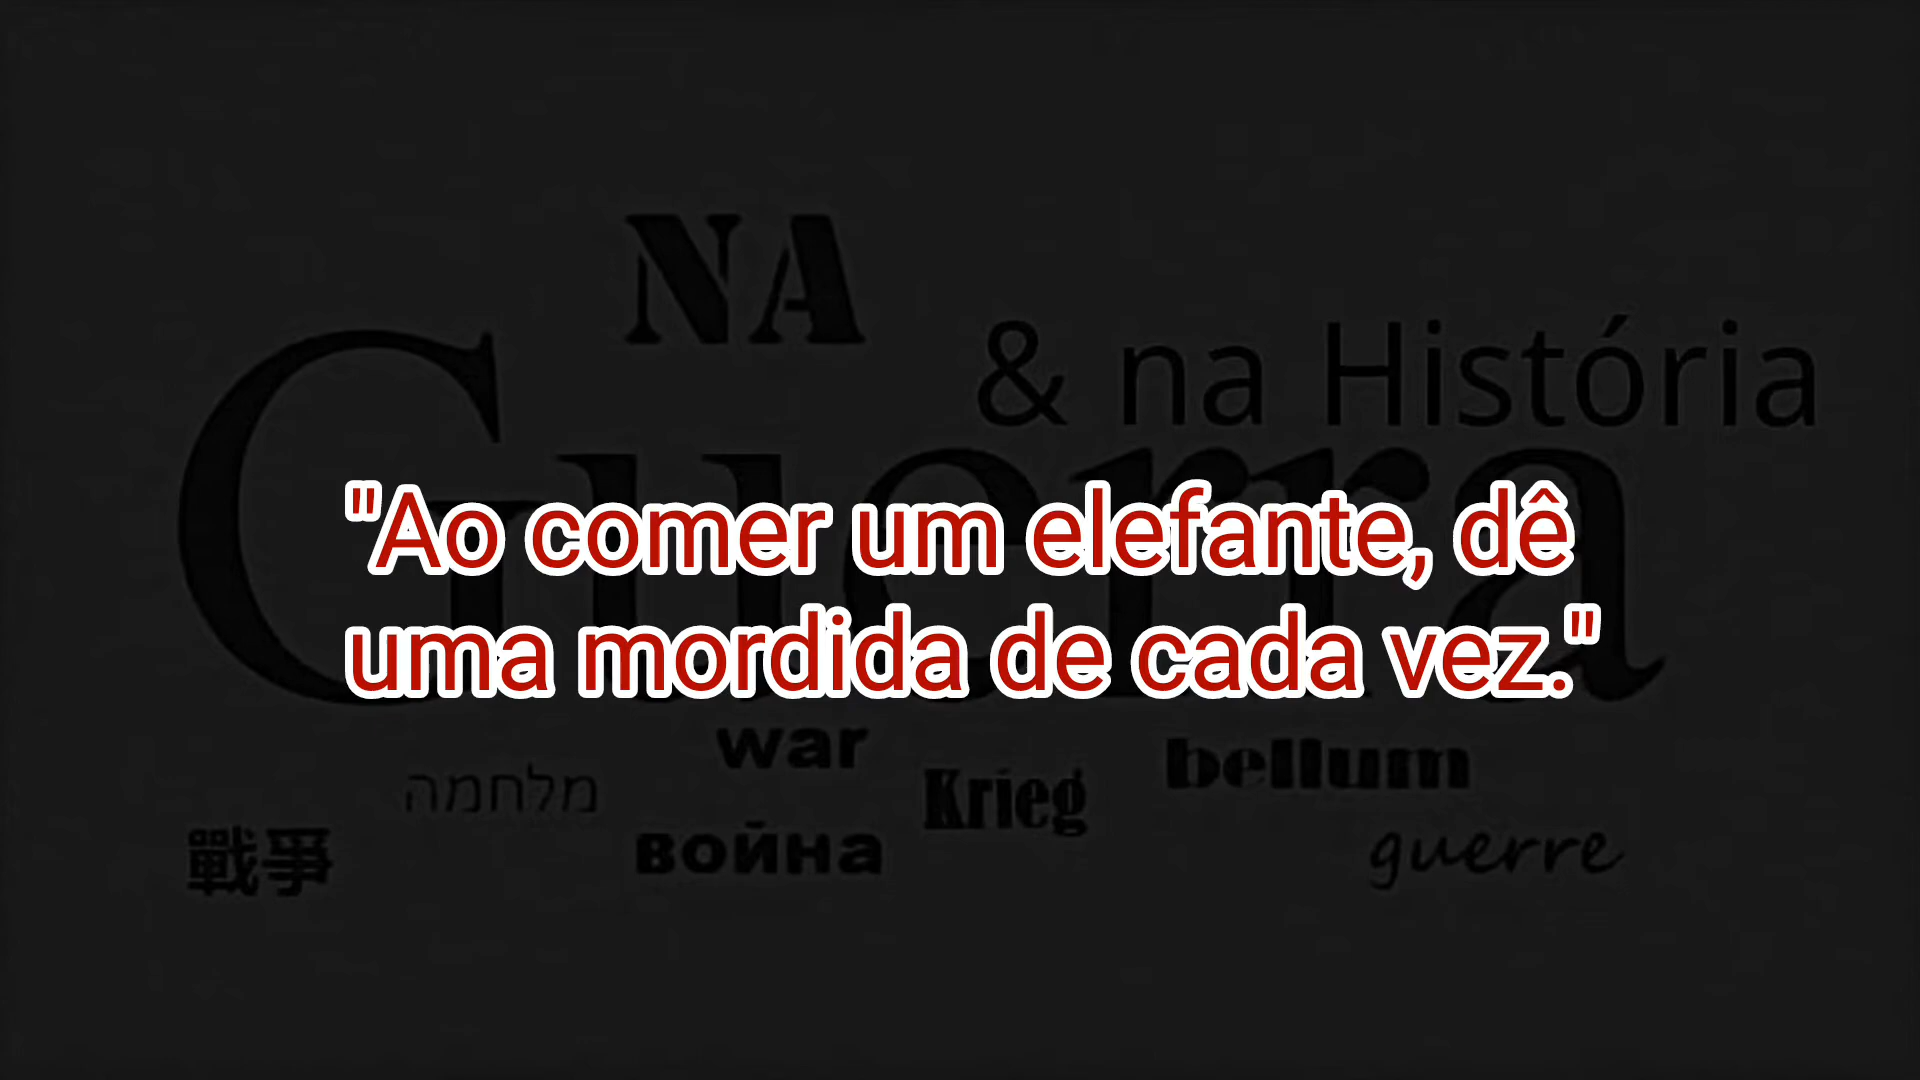 NA
& na História
Guerra
"Ao comer um elefante, dê
uma mordida de cada vez."
war
bellum
מלחמה
Krieg
война
guerre
戰爭